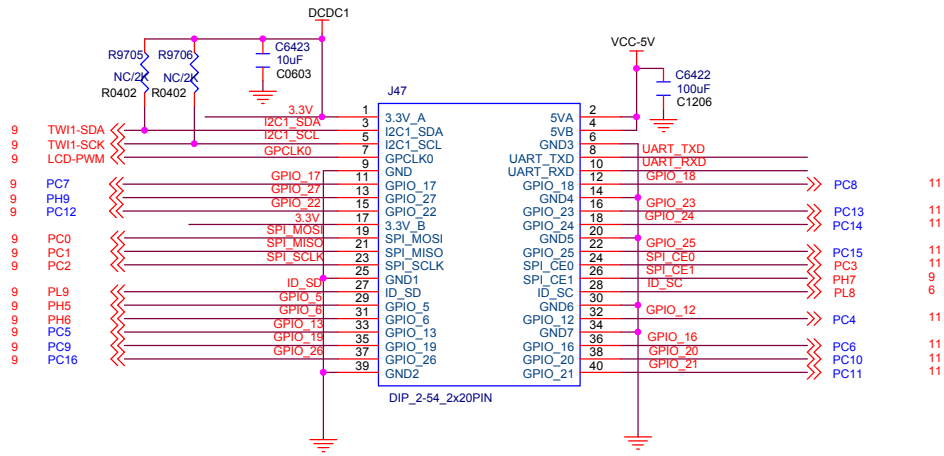 DCDC1
VCC-5V
R9705
R9706
C6423
NC/2K
NC/2K
10uF
R0402
R0402
C0603
C6422
100uF
C1206
J47
3.3V 1 3.3V_A 5VA 2
9 TWI1-SDA I2C1_SDA 3 I2C1_SDA 5VB 4
9 TWI1-SCK I2C1_SCL 5 I2C1_SCL GND3 6
9 LCD-PWM GPCLK0 7 GPCLK0 UART_TXD 8 UART_TXD
9 GND UART_RXD 10 UART_RXD
9 PC7 GPIO_17 11 GPIO_17 GPIO_18 12 GPIO_18 PC8 11
9 PH9 GPIO_27 13 GPIO_27 GND4 14
9 PC12 GPIO_22 15 GPIO_22 GPIO_23 16 GPIO_23 PC13 11
3.3V 17 3.3V_B GPIO_24 18 GPIO_24 PC14 11
9 PC0 SPI_MOSI 19 SPI_MOSI GND5 20
9 PC1 SPI_MISO 21 SPI_MISO GPIO_25 22 GPIO_25 PC15 11
9 PC2 SPI_SCLK 23 SPI_SCLK SPI_CE0 24 SPI_CE0 PC3 11
25 GND1 SPI_CE1 26 SPI_CE1 PH7 9
9 PL9 ID_SD 27 ID_SD ID_SC 28 ID_SC PL8 6
9 PH5 GPIO_5 29 GPIO_5 GND6 30
9 PH6 GPIO_6 31 GPIO_6 GPIO_12 32 GPIO_12 PC4 11
9 PC5 GPIO_13 33 GPIO_13 GND7 34
9 PC9 GPIO_19 35 GPIO_19 GPIO_16 36 GPIO_16 PC6 11
9 PC16 GPIO_26 37 GPIO_26 GPIO_20 38 GPIO_20 PC10 11
39 GND2 GPIO_21 40 GPIO_21 PC11 11
DIP_2-54_2x20PIN